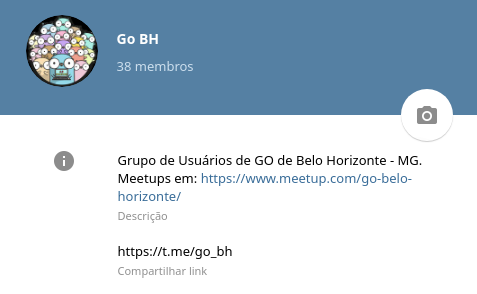 Go BH
38 membros
Grupo de Usuários de GO de Belo Horizonte - MG.
Meetups em: https://www.meetup.com/go-belo-
horizonte/
Descrição
https://t.me/go_bh
Compartilhar link